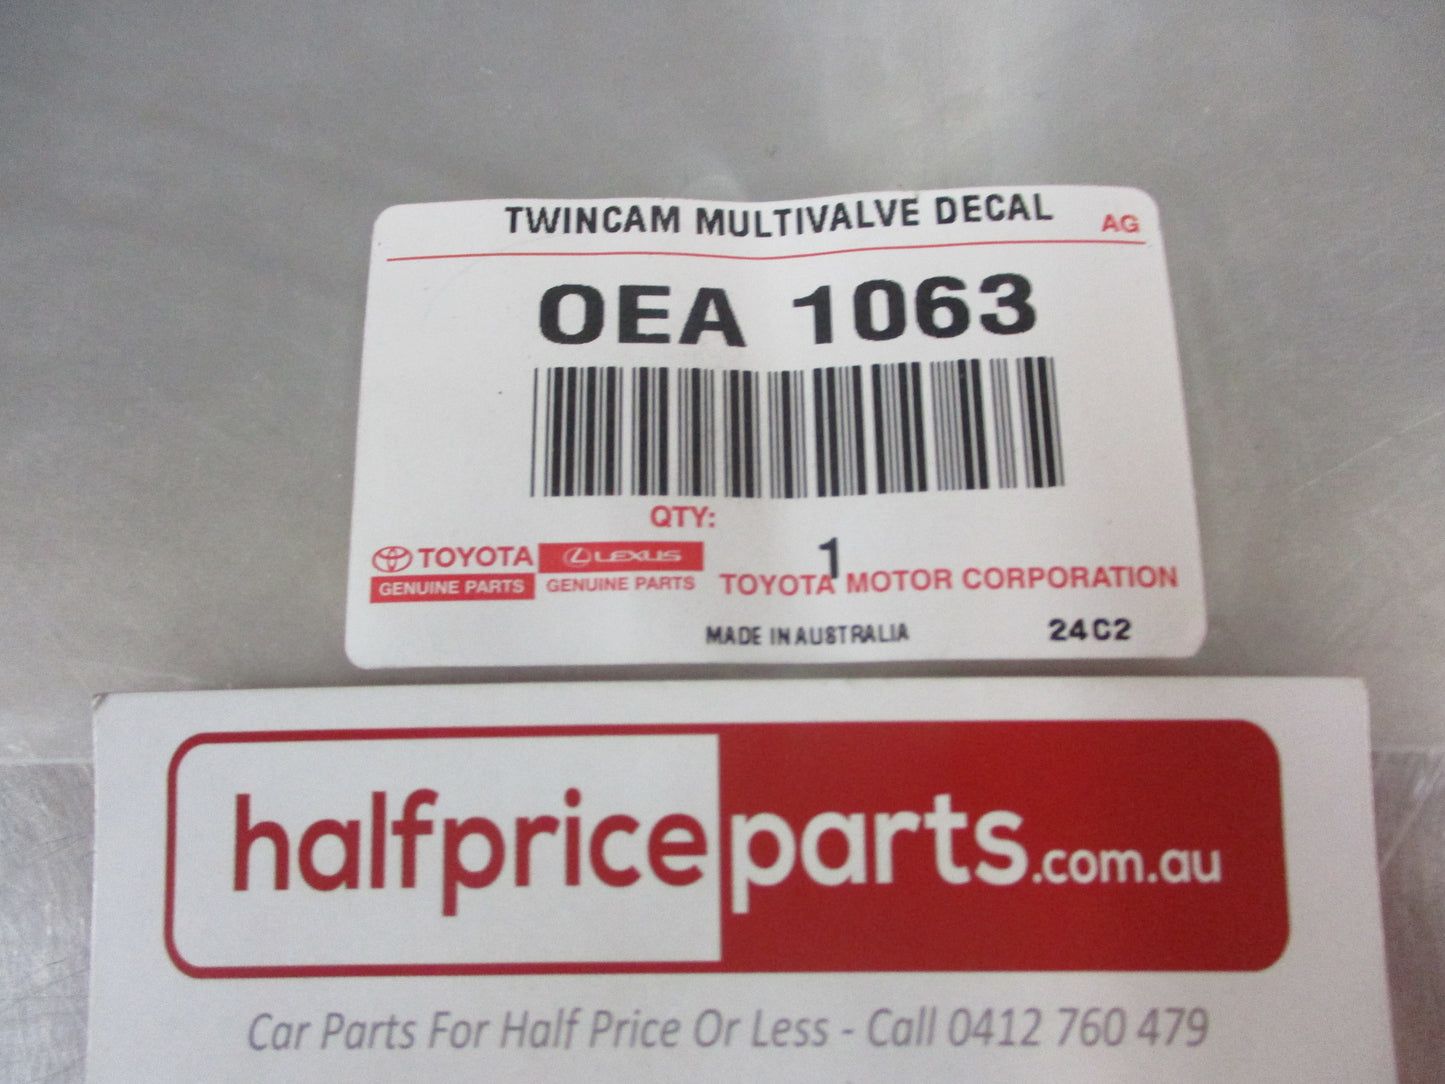 TWINCAM MULTIVALVE DECAL AG
OEA 1063
QTY:
1
TOYOTA LEXUS
GENUINE PARTS GENUINE PARTS TOYOTA MOTOR CORPORATION
MADE IN AUSTRALIA 24C2
halfpriceparts.com.au
Car Parts For Half Price Or Less - Call 0412 760 479